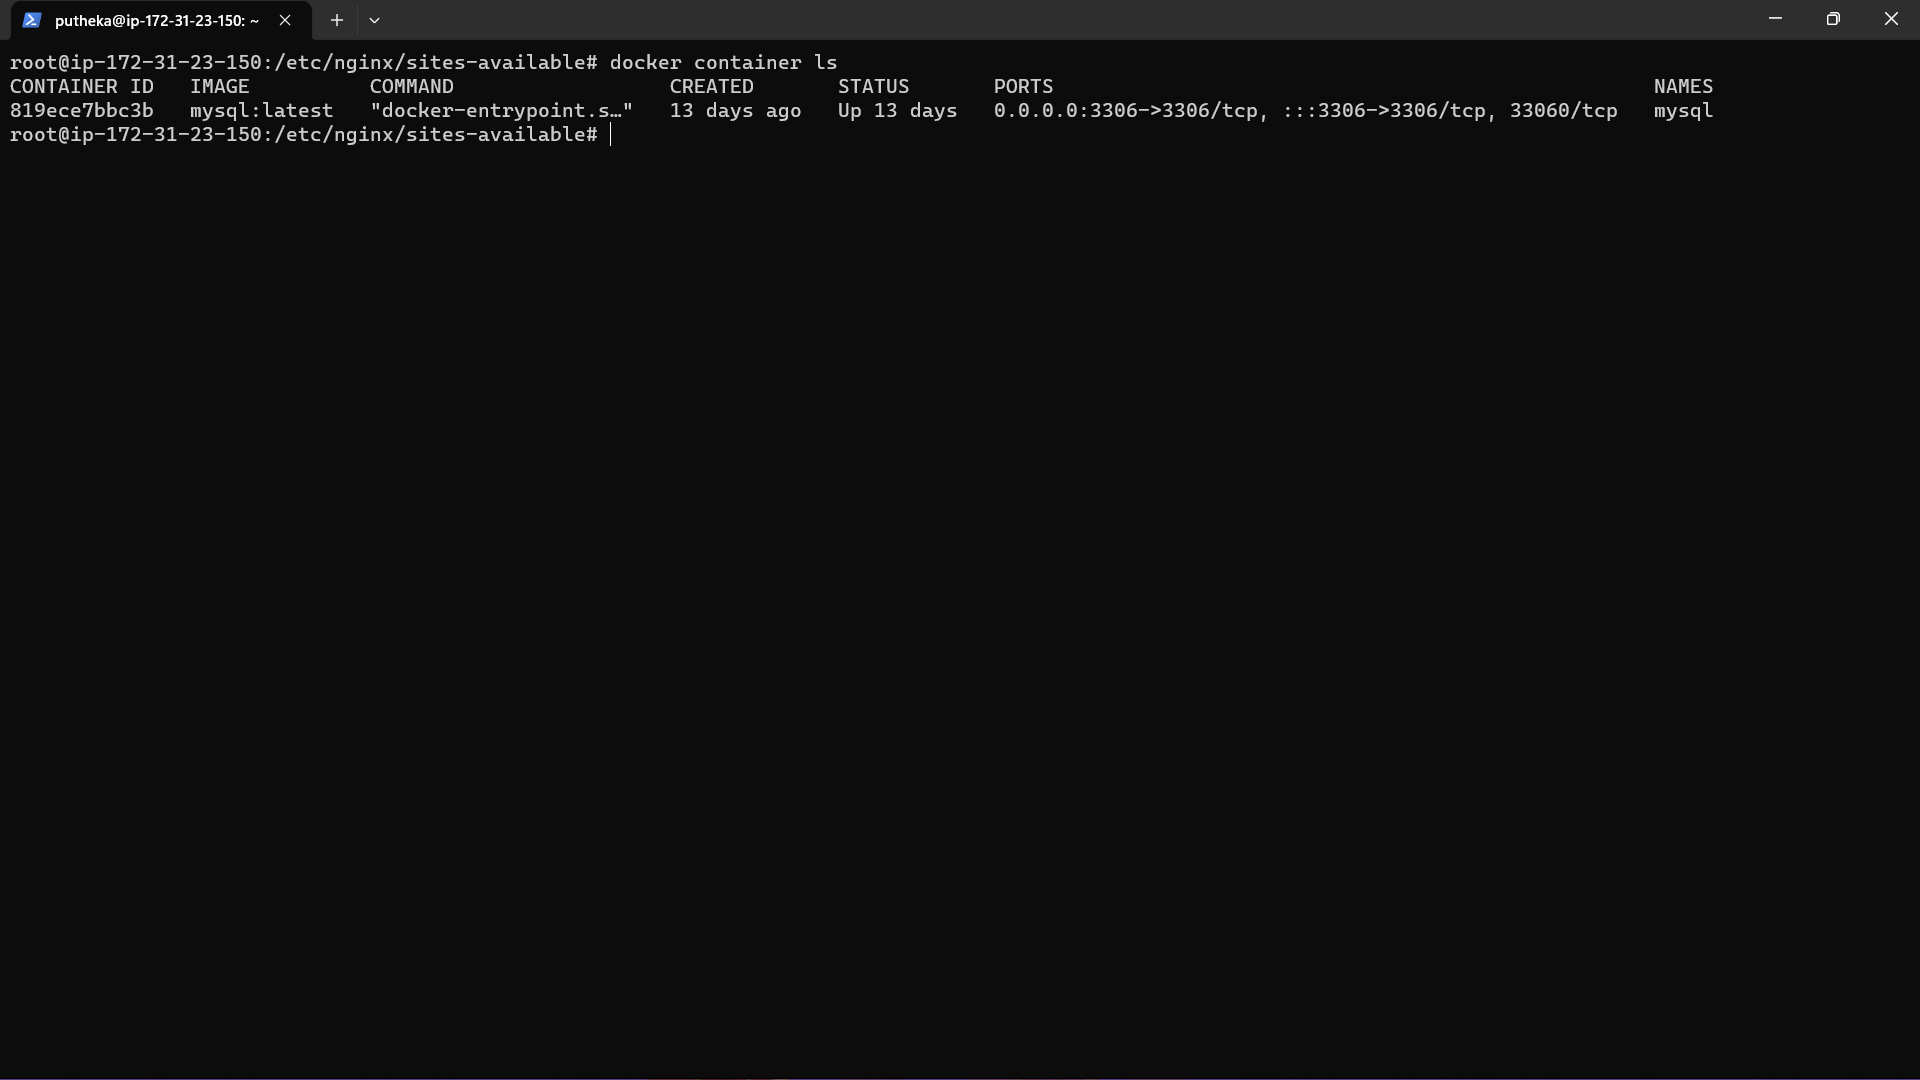 putheka@ip-172-31-23-150: ~
root@ip-172-31-23-150:/etc/nginx/sites-available# docker container ls
CONTAINER ID   IMAGE          COMMAND                  CREATED       STATUS       PORTS                                                  NAMES
819ece7bbc3b   mysql:latest   "docker-entrypoint.s…"   13 days ago   Up 13 days   0.0.0.0:3306->3306/tcp, :::3306->3306/tcp, 33060/tcp   mysql
root@ip-172-31-23-150:/etc/nginx/sites-available#